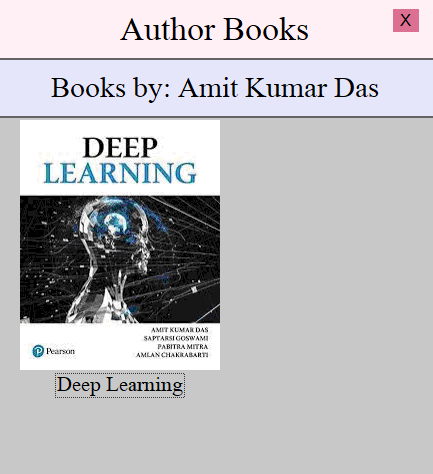 Author Books
X
Books by: Amit Kumar Das
DEEP
LEARNING
AMIT KUMAR DAS
SAPTARSI GOSWAMI
PABITRA MITRA
AMLAN CHAKRABARTI
Pearson
Deep Learning